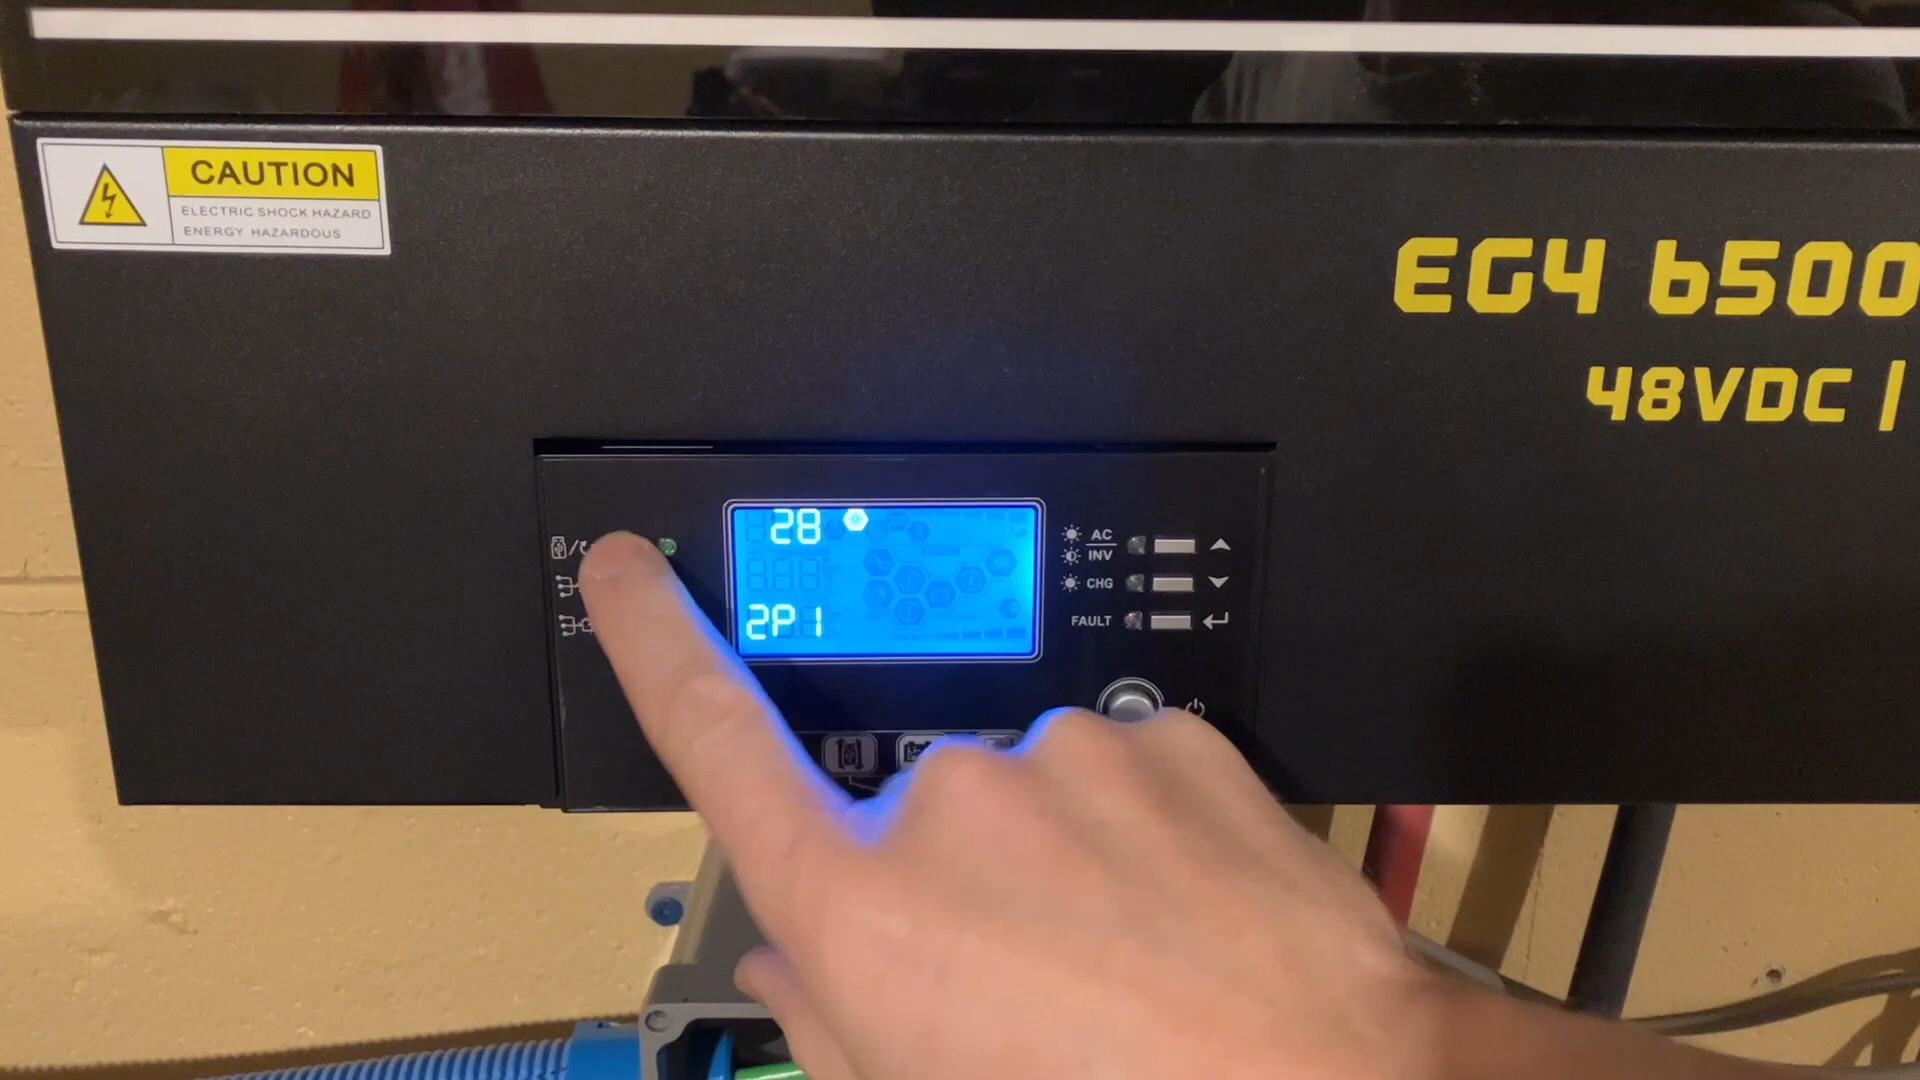 CAUTION
ELECTRIC SHOCK HAZARD
ENERGY HAZARDOUS
EG4 6500
48VDC |
28
2P1
AC
INV
CHG
FAULT